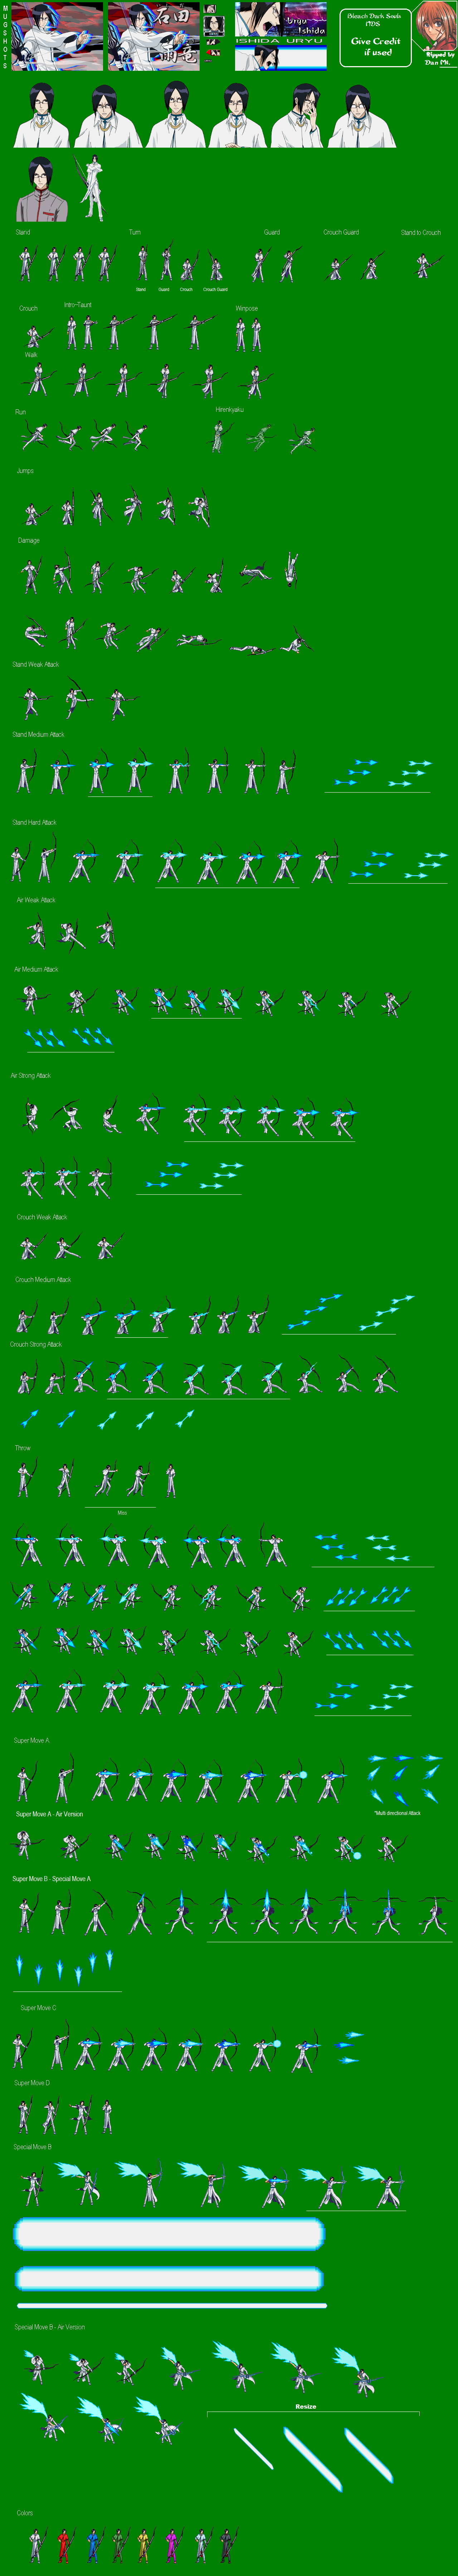 MUGSHOTS
石田
雨竜
Uryu
Ishida
ISHIDA URYU
Bleach Dark Souls
NDS
Give Credit
if used
Ripped by
Dan Mt.
Stand
Turn
Guard
Crouch Guard
Stand to Crouch
Stand
Guard
Crouch
Crouch Guard
Crouch
Intro-Taunt
Winpose
Walk
Run
Hirenkyaku
Jumps
Damage
Stand Weak Attack
Stand Medium Attack
Stand Hard Attack
Air Weak Attack
Air Medium Attack
Air Strong Attack
Crouch Weak Attack
Crouch Medium Attack
Crouch Strong Attack
Throw
Miss
Super Move A
*Multi directional Attack
Super Move A - Air Version
Super Move B - Special Move A
Super Move C
Super Move D
Special Move B
Special Move B - Air Version
Resize
Colors